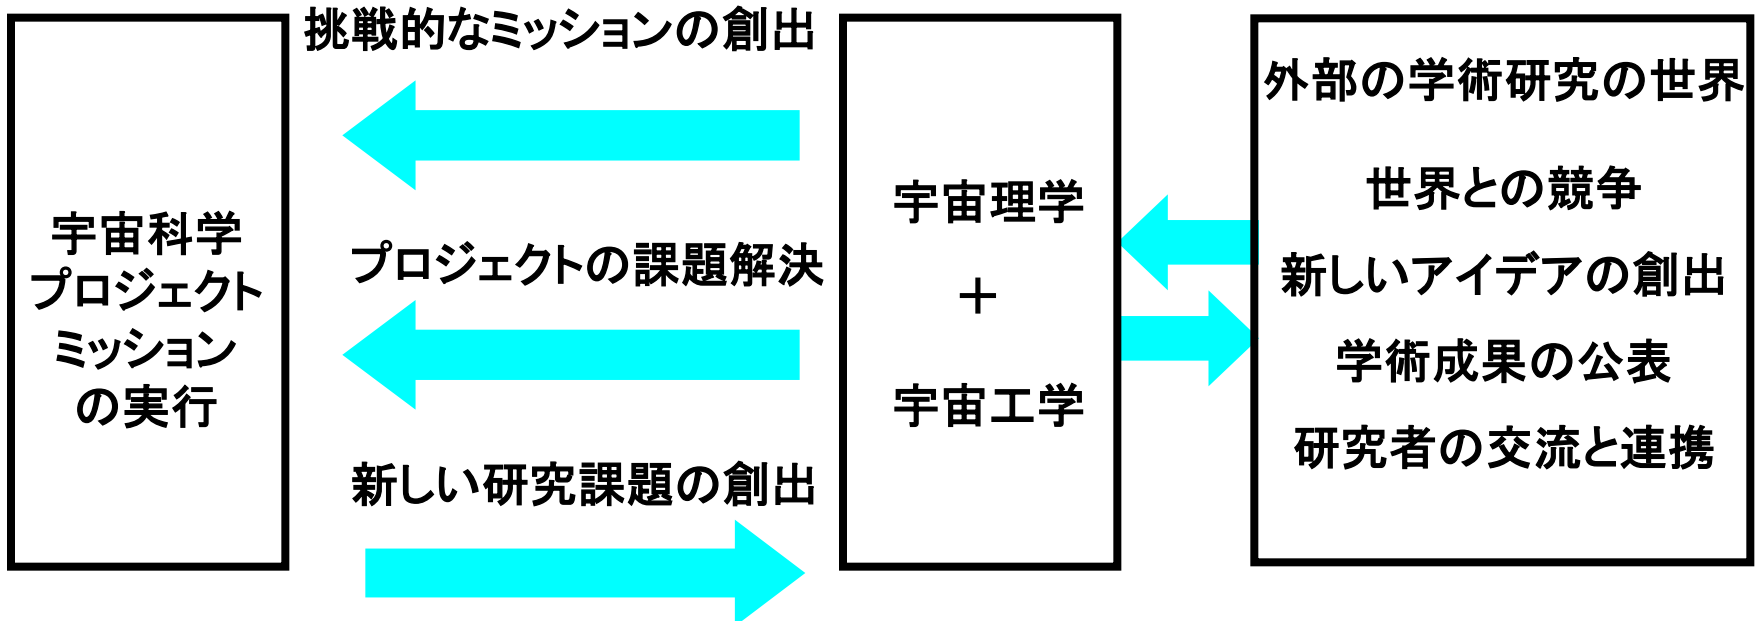 宇宙科学
プロジェクト
ミッション
の実行
挑戦的なミッションの創出
プロジェクトの課題解決
新しい研究課題の創出
宇宙理学
+
宇宙工学
外部の学術研究の世界
世界との競争
新しいアイデアの創出
学術成果の公表
研究者の交流と連携